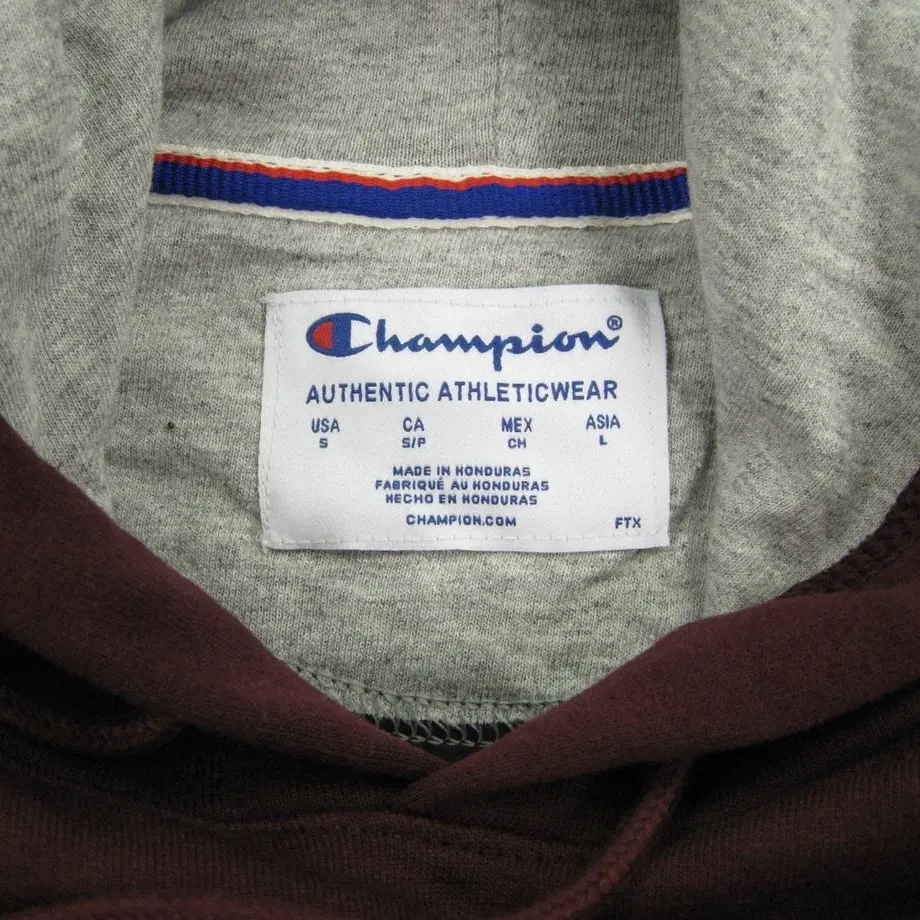 Champion®
AUTHENTIC ATHLETICWEAR
USA CA MEX ASIA
S S/P CH L
MADE IN HONDURAS
FABRIQUÉ AU HONDURAS
HECHO EN HONDURAS
CHAMPION.COM FTX